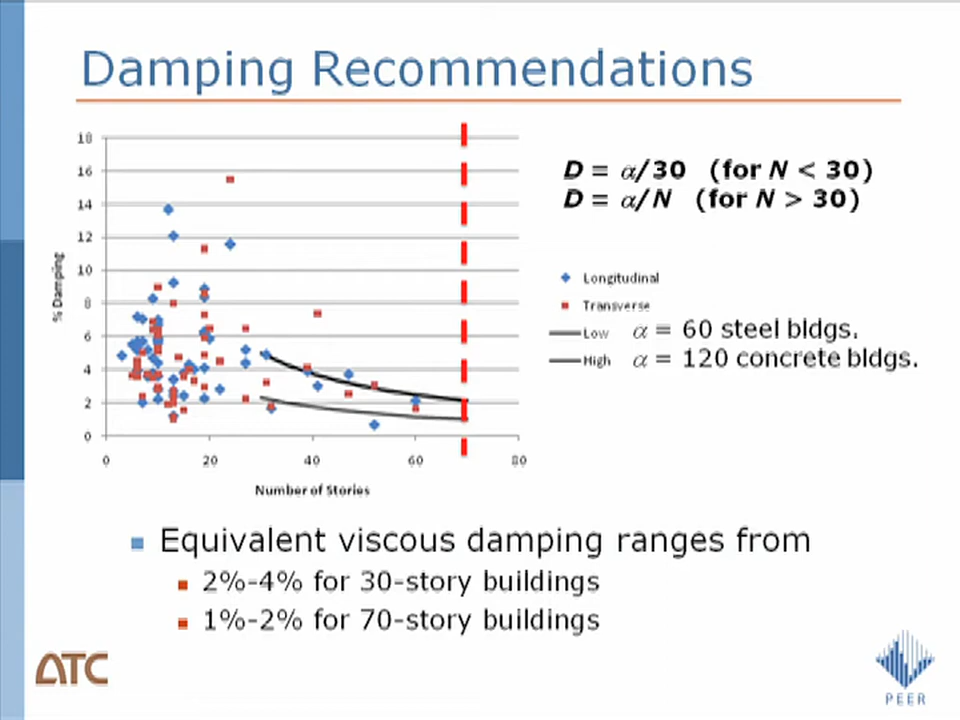 Damping Recommendations
18
16
14
12
10
8
6
4
2
0
% Damping
0 20 40 60 80
Number of Stories
D = α/30 (for N < 30)
D = α/N (for N > 30)
Longitudinal
Transverse
Low α = 60 steel bldgs.
High α = 120 concrete bldgs.
Equivalent viscous damping ranges from
2%-4% for 30-story buildings
1%-2% for 70-story buildings
ATC
PEER